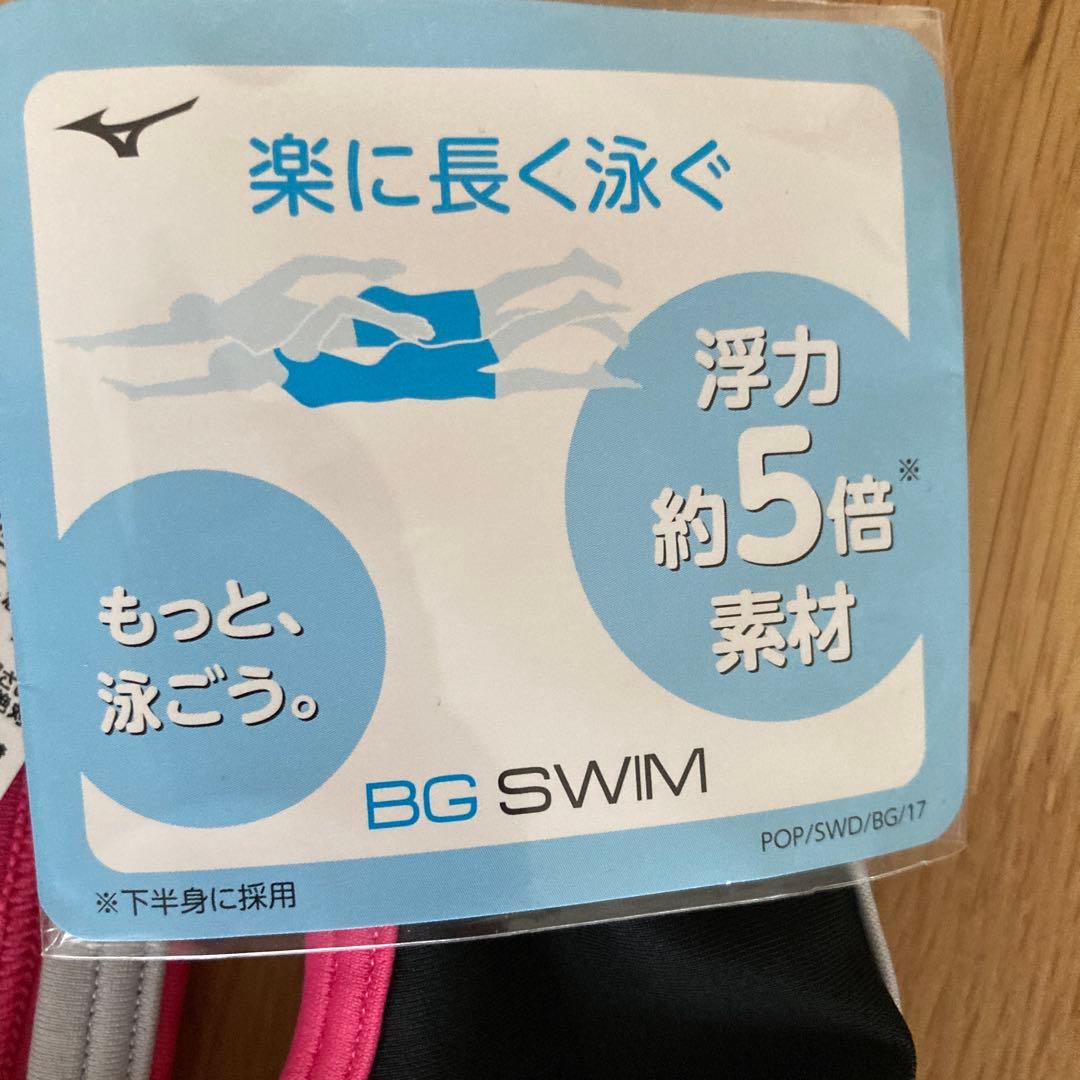 楽に長く泳ぐ
浮力
約5倍※
素材
もっと、
泳ごう。
BG SWIM
POP/SWD/BG/17
※下半身に採用